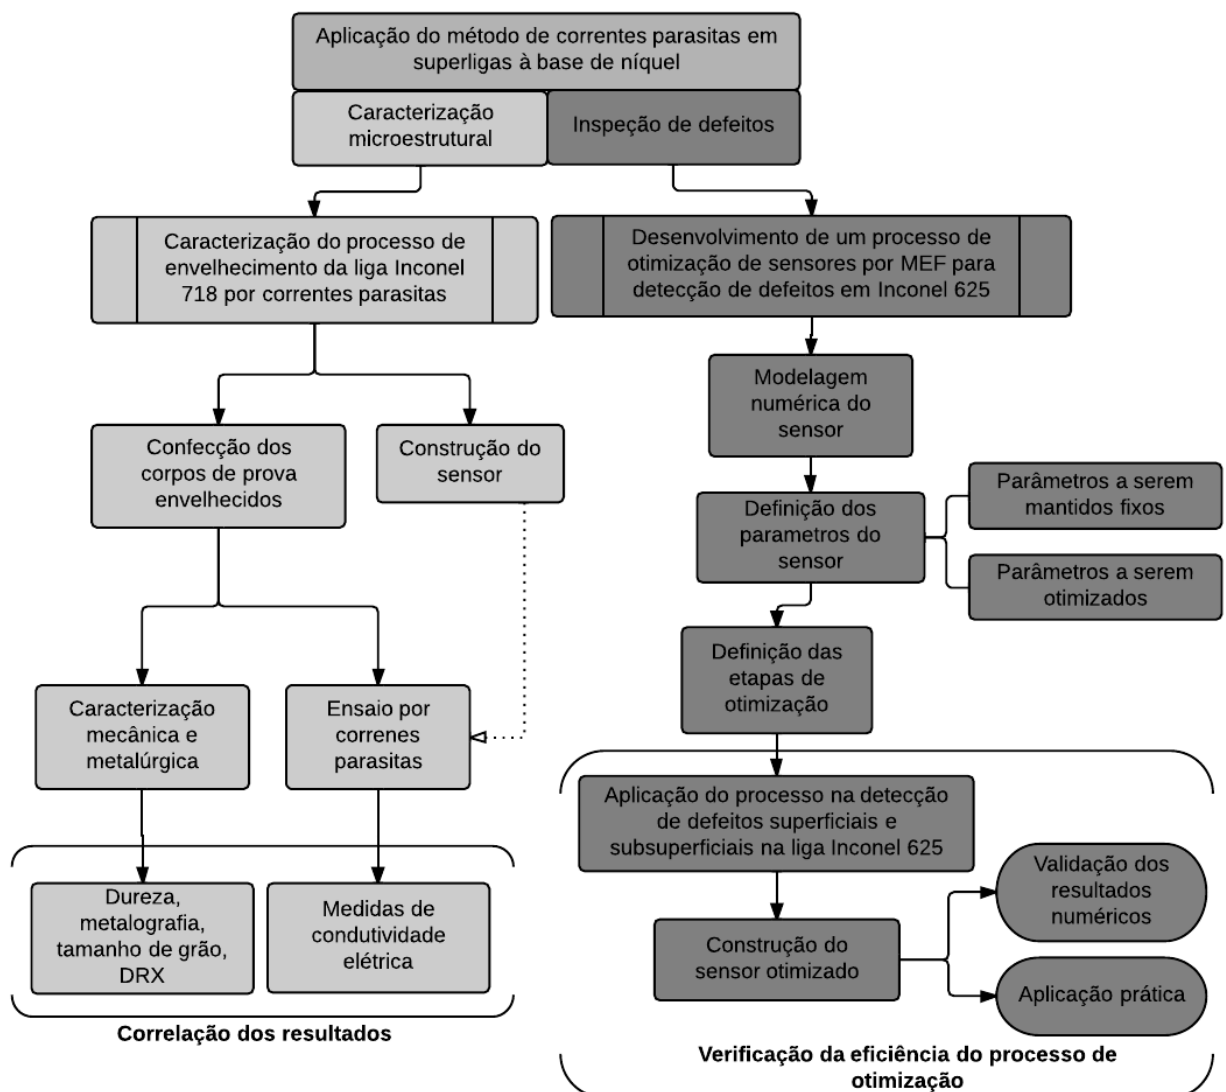 Aplicação do método de correntes parasitas em
superligas à base de níquel
Caracterização
microestrutural
Inspeção de defeitos
Caracterização do processo de
envelhecimento da liga Inconel
718 por correntes parasitas
Desenvolvimento de um processo de
otimização de sensores por MEF para
detecção de defeitos em Inconel 625
Confecção dos
corpos de prova
envelhecidos
Construção do
sensor
Caracterização
mecânica e
metalúrgica
Ensaio por
correnes
parasitas
Dureza,
metalografia,
tamanho de grão,
DRX
Medidas de
condutividade
elétrica
Correlação dos resultados
Modelagem
numérica do
sensor
Definição dos
parametros do
sensor
Parâmetros a serem
mantidos fixos
Parâmetros a serem
otimizados
Definição das
etapas de
otimização
Aplicação do processo na detecção
de defeitos superficiais e
subsuperficiais na liga Inconel 625
Construção do
sensor otimizado
Validação dos
resultados
numéricos
Aplicação prática
Verificação da eficiência do processo de
otimização